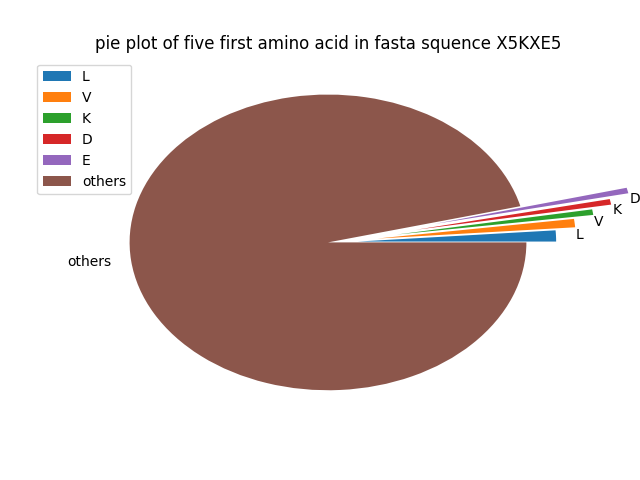 pie plot of five first amino acid in fasta squence X5KXE5
L
V
K
D
E
others
D
K
V
L
others